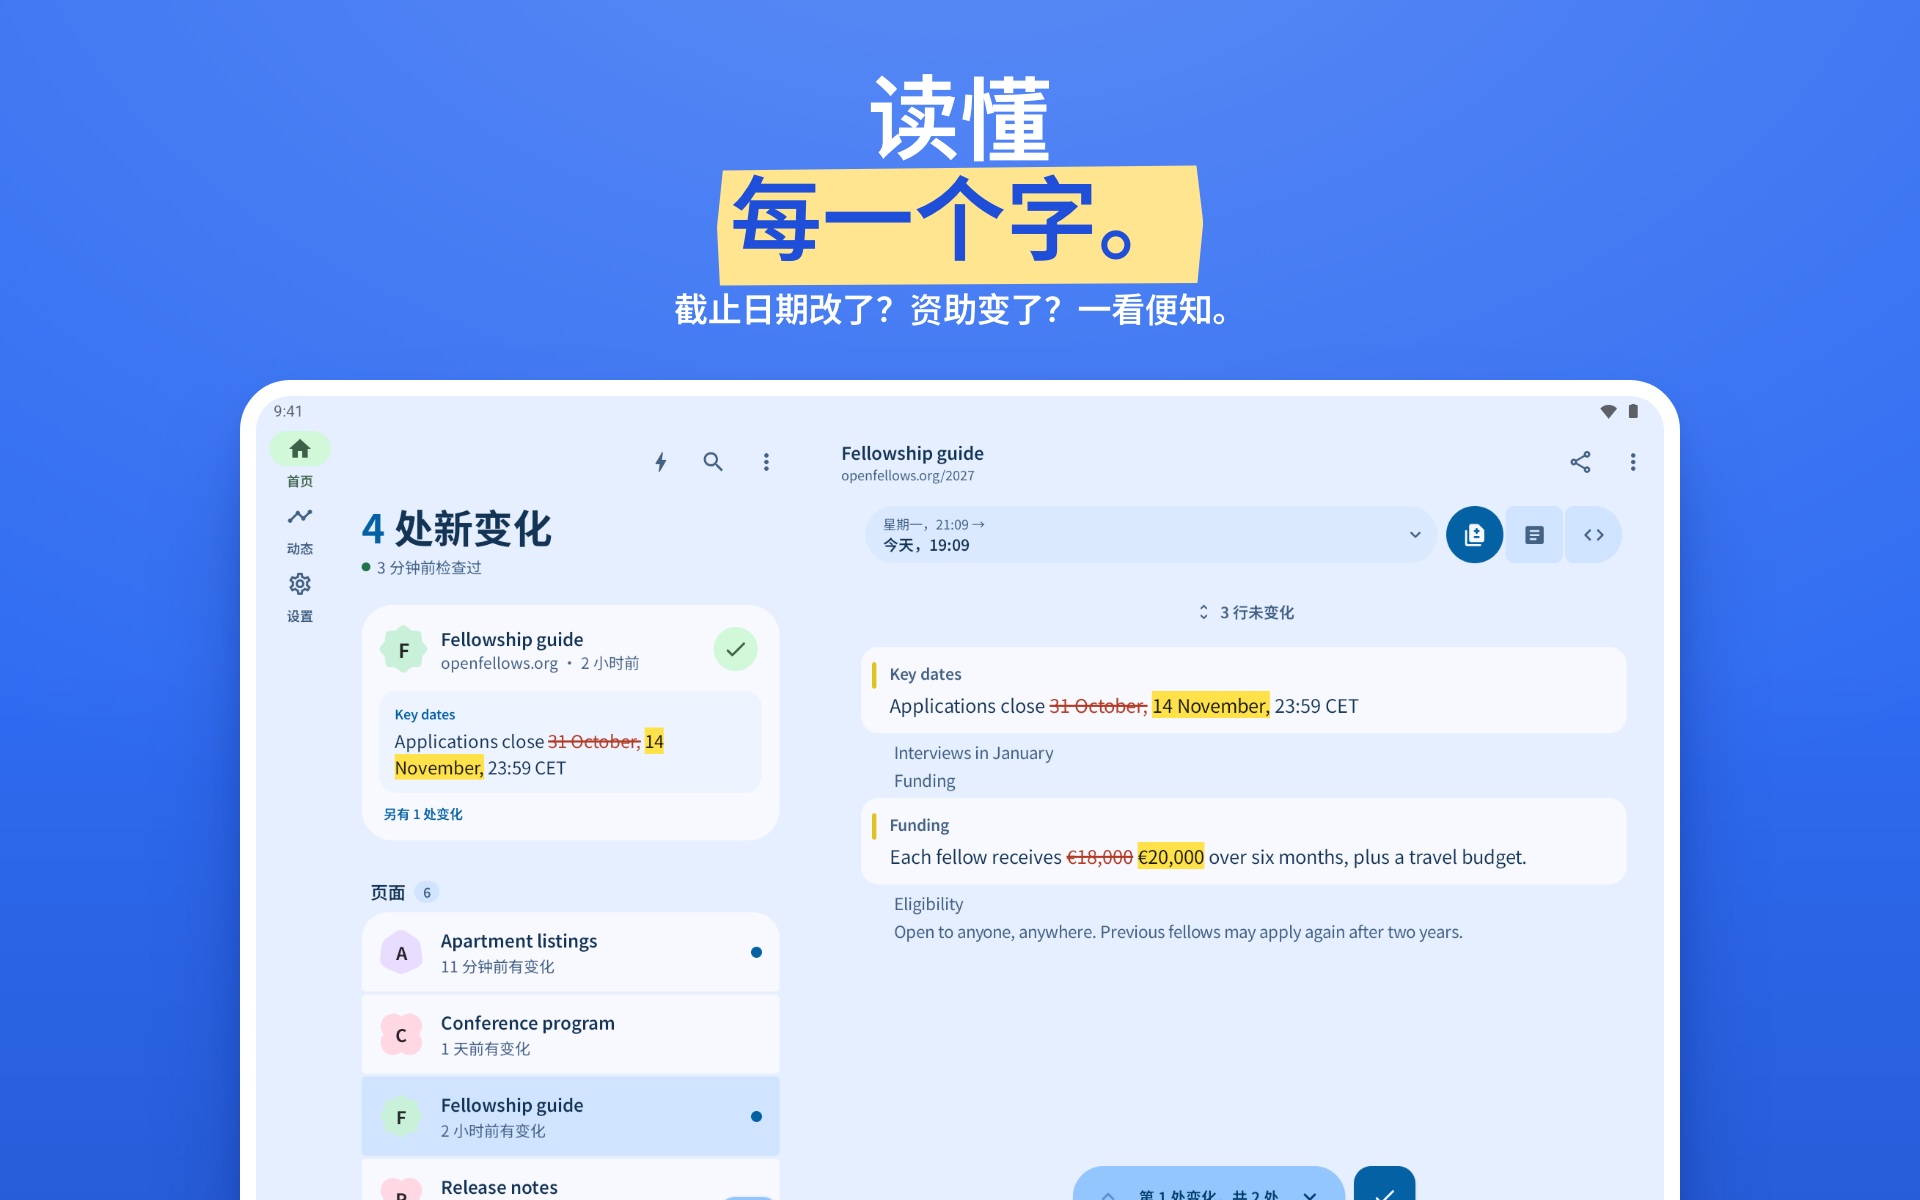 读懂
每一个字。
截止日期改了？资助变了？一看便知。
9:41
首页
动态
设置
4 处新变化
3 分钟前检查过
F
Fellowship guide
openfellows.org • 2 小时前
Key dates
Applications close 31 October, 14
November, 23:59 CET
另有 1 处变化
页面 6
A
Apartment listings
11 分钟前有变化
C
Conference program
1 天前有变化
F
Fellowship guide
2 小时前有变化
R
Release notes
Fellowship guide
openfellows.org/2027
星期一，21:09 →
今天，19:09
3 行未变化
Key dates
Applications close 31 October, 14 November, 23:59 CET
Interviews in January
Funding
Funding
Each fellow receives €18,000 €20,000 over six months, plus a travel budget.
Eligibility
Open to anyone, anywhere. Previous fellows may apply again after two years.
第 1 处变化，共 2 处